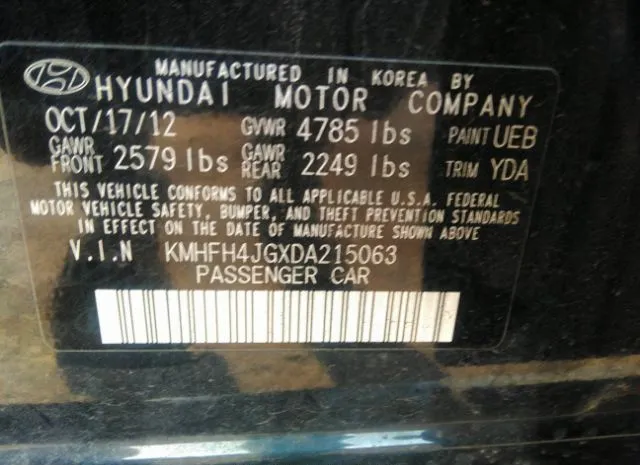 MANUFACTURED IN KOREA BY
HYUNDAI MOTOR COMPANY
OCT/17/12 GVWR 4785 lbs PAINT UEB
GAWR FRONT 2579 lbs GAWR REAR 2249 lbs TRIM YDA
THIS VEHICLE CONFORMS TO ALL APPLICABLE U.S.A. FEDERAL
MOTOR VEHICLE SAFETY, BUMPER, AND THEFT PREVENTION STANDARDS
IN EFFECT ON THE DATE OF MANUFACTURE SHOWN ABOVE
V.I.N KMHFH4JGXDA215063
PASSENGER CAR